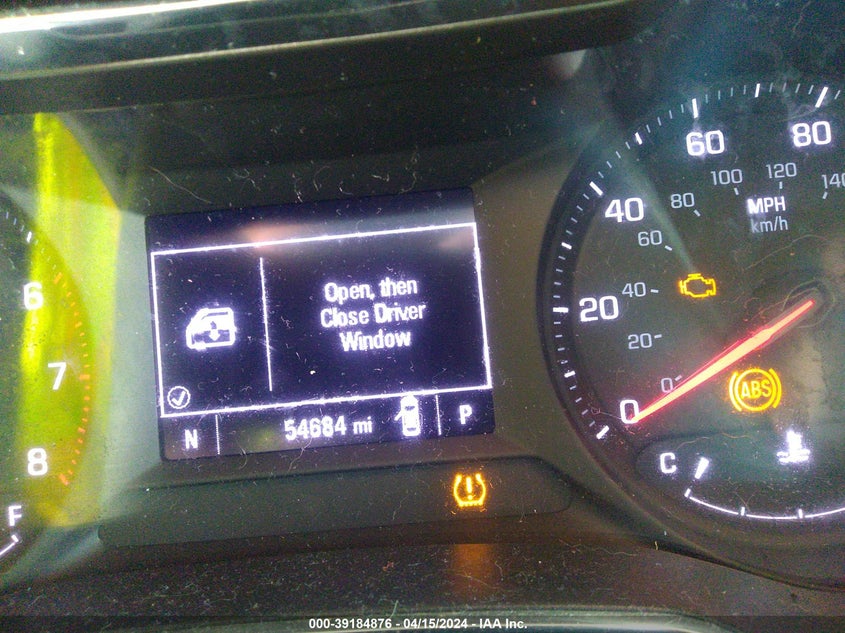 Open, then
Close Driver
Window
N
54684 mi
P
6
7
8
F
0
20
40
60
80
0
20
40
60
80
100
120
140
MPH
km/h
ABS
C
000-39184876 - 04/15/2024 - IAA Inc.